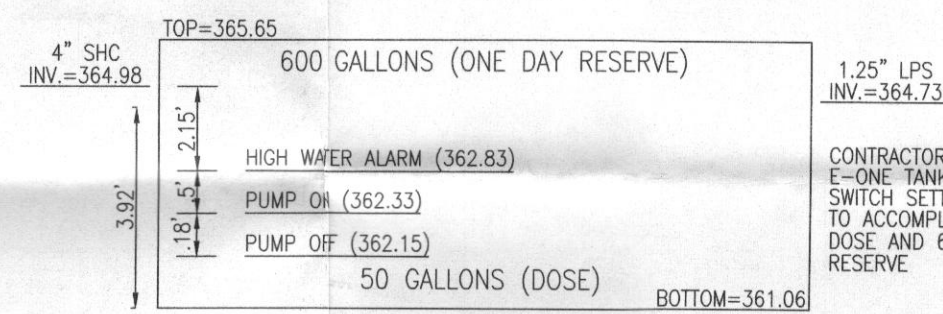 TOP=365.65
4" SHC
INV.=364.98
600 GALLONS (ONE DAY RESERVE)
1.25" LPS
INV.=364.73
2.15'
3.92'
HIGH WATER ALARM (362.83)
.5'
PUMP ON (362.33)
.18'
PUMP OFF (362.15)
50 GALLONS (DOSE)
BOTTOM=361.06
CONTRACTOR
E-ONE TANK
SWITCH SETT
TO ACCOMPL
DOSE AND 6
RESERVE